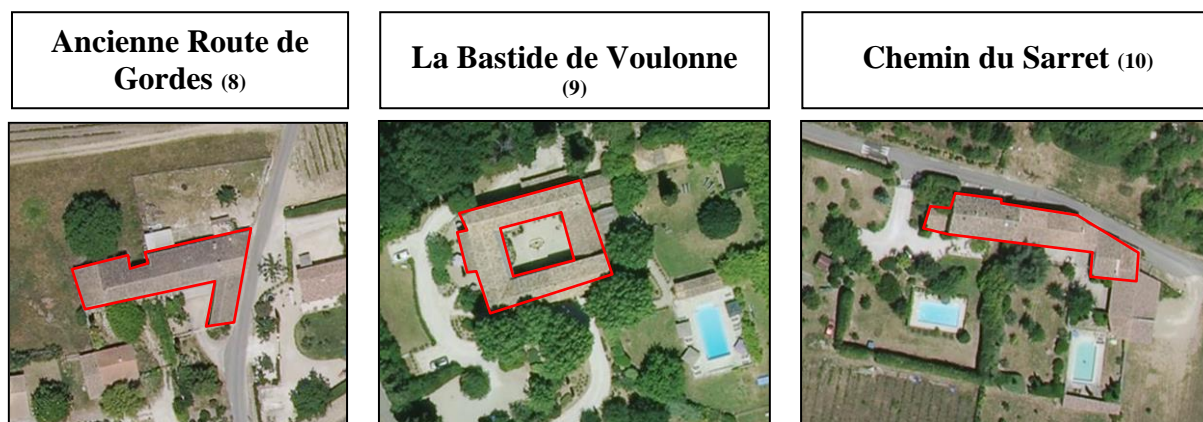 Ancienne Route de
Gordes (8)
La Bastide de Voulonne
(9)
Chemin du Sarret (10)